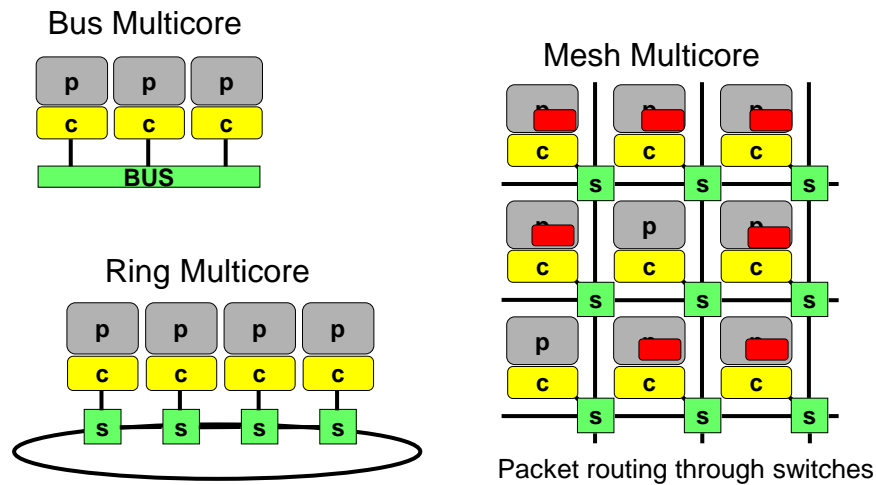 Bus Multicore
p p p
c c c
BUS
Ring Multicore
p p p p
c c c c
s s s s
Mesh Multicore
c c c
s s s
p
c c c
s s s
p
c c c
s s s
Packet routing through switches